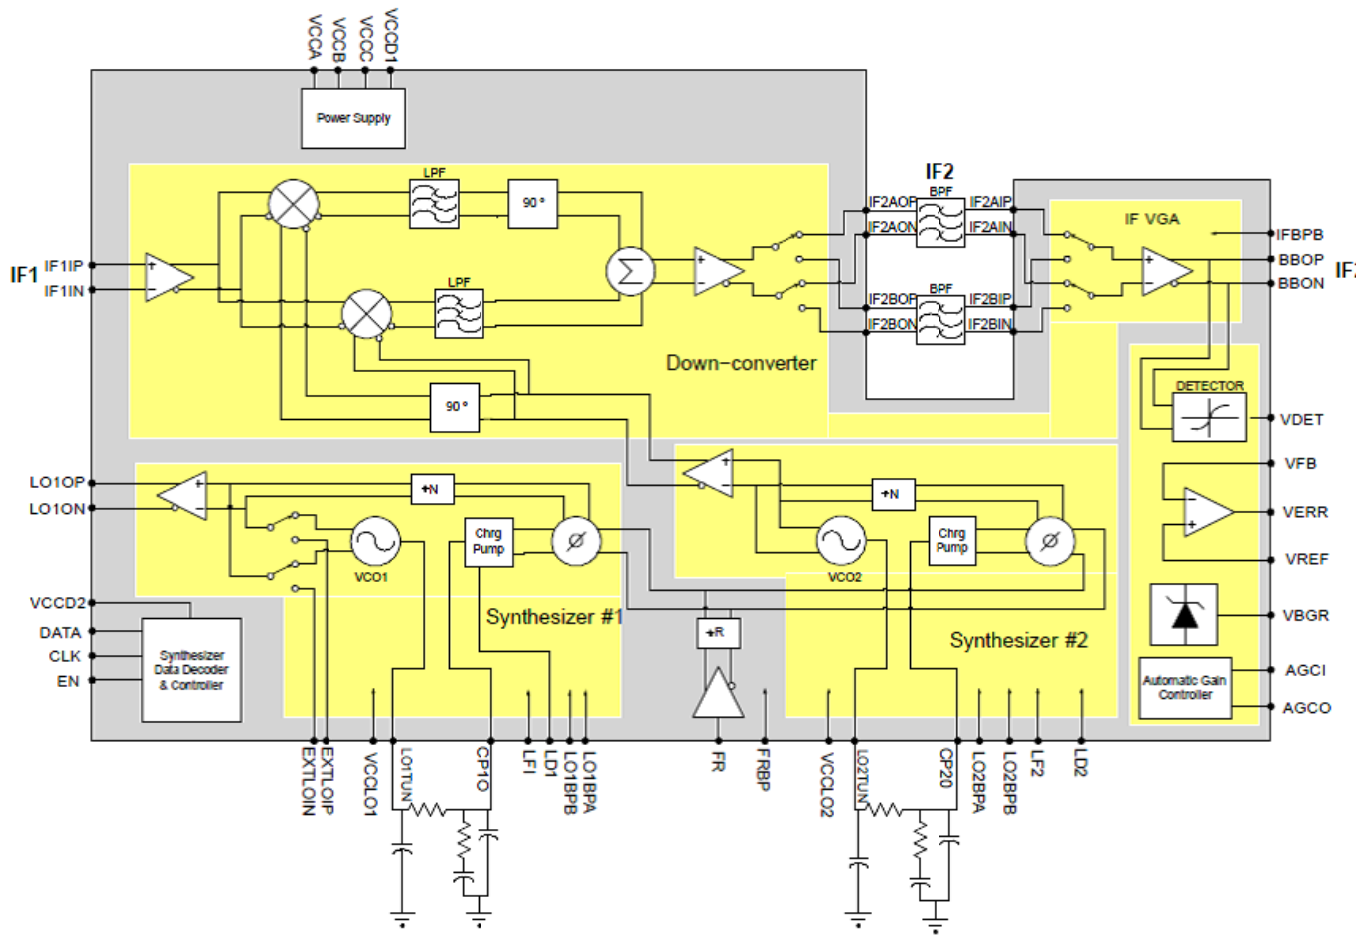 VCCA
VCCB
VCCC
VCCD1
Power Supply
LPF
90°
IF2
BPF
IF2AOP
IF2AIP
IF2AON
IF2AIN
IF VGA
IFBPB
BBOP
BBON
IF1
IF1IP
IF1IN
Σ
LPF
BPF
IF2BOP
IF2BIP
IF2BON
IF2BIN
Down-converter
90°
DETECTOR
VDET
LO1OP
LO1ON
÷N
Chrg
Pump
VCO1
÷N
Chrg
Pump
VCO2
VFB
VERR
VREF
VCCD2
DATA
CLK
EN
Synthesizer
Data Decoder
& Controller
Synthesizer #1
÷R
Synthesizer #2
VBGR
Automatic Gain
Controller
AGCI
AGCO
EXTLOIN
EXTLOIP
VCCLO1
LO1TUN
CP1O
LFI
LD1
LO1BPB
LO1BPA
FR
FRBP
VCCLO2
LO2TUN
CP20
LO2BPA
LO2BPB
LF2
LD2